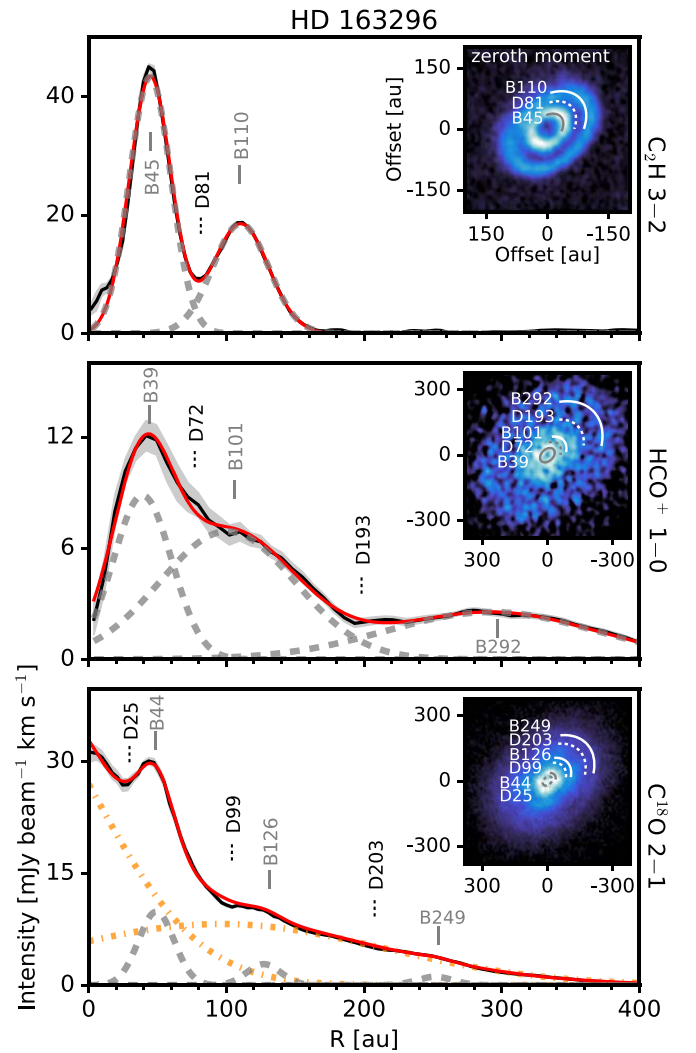 HD 163296
40
20
0
B45
D81
B110
zeroth moment
B110
D81
B45
150
0
-150
Offset [au]
150 0 -150
Offset [au]
C₂H 3−2
12
6
0
B39
D72
B101
D193
B292
B292
D193
B101
D72
B39
300
0
-300
300 0 -300
HCO⁺ 1−0
30
15
0
D25
B44
D99
B126
D203
B249
B249
D203
B126
D99
B44
D25
300
0
-300
300 0 -300
C¹⁸O 2−1
Intensity [mJy beam⁻¹ km s⁻¹]
0 100 200 300 400
R [au]